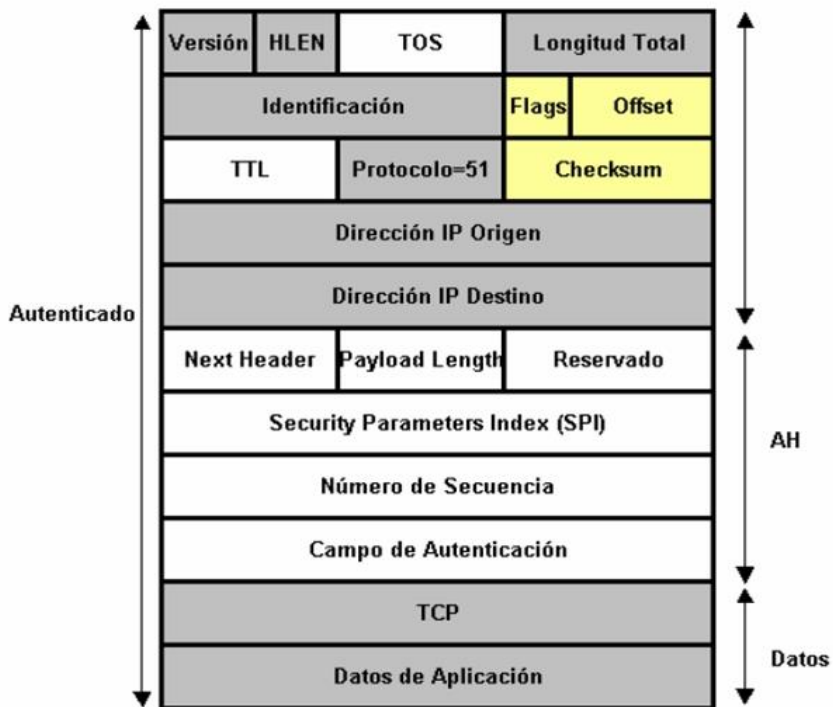 Versión HLEN TOS Longitud Total
Identificación Flags Offset
TTL Protocolo=51 Checksum
Dirección IP Origen
Dirección IP Destino
Autenticado
Next Header Payload Length Reservado
Security Parameters Index (SPI)
AH
Número de Secuencia
Campo de Autenticación
TCP
Datos
Datos de Aplicación